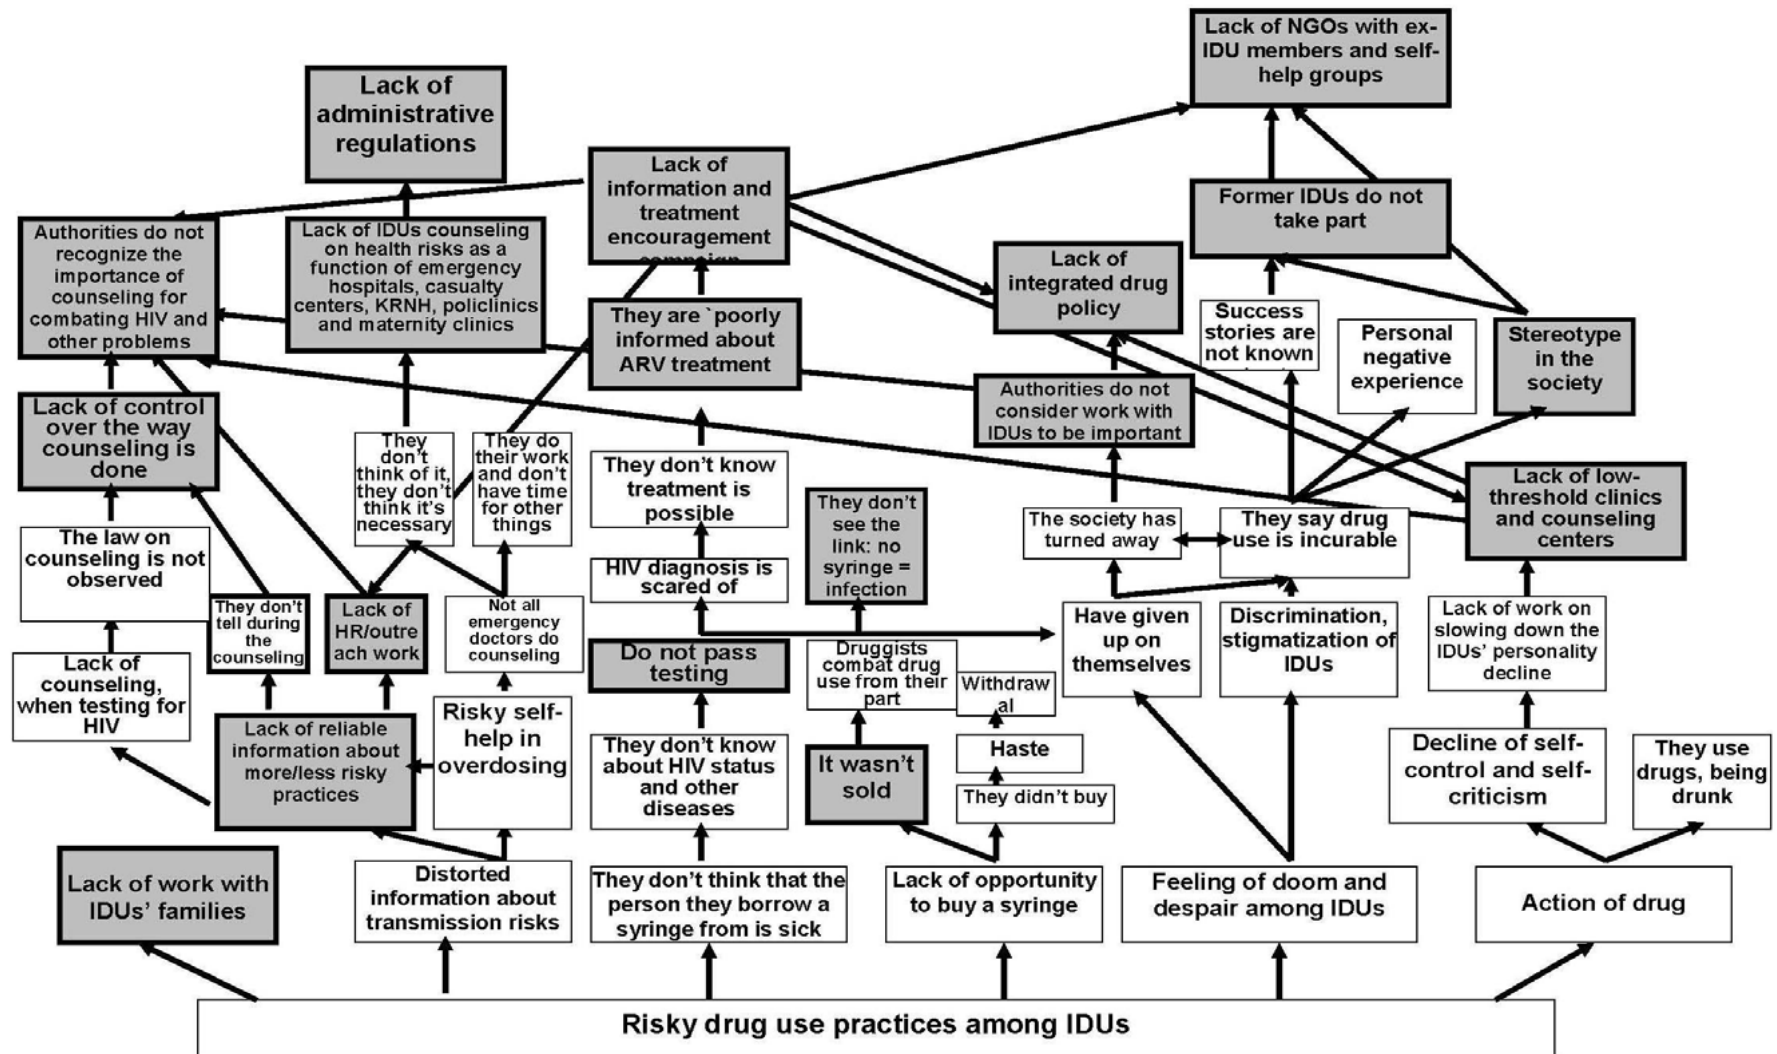 Lack of NGOs with ex-
IDU members and self-
help groups
Lack of
administrative
regulations
Lack of
information and
treatment
encouragement
campaign
Former IDUs do not
take part
Authorities do not
recognize the
importance of
counseling for
combating HIV and
other problems
Lack of IDUs counseling
on health risks as a
function of emergency
hospitals, casualty
centers, KRNH, policlinics
and maternity clinics
Lack of
integrated drug
policy
They are `poorly
informed about
ARV treatment
Success
stories are
not known
Personal
negative
experience
Stereotype
in the
society
Lack of control
over the way
counseling is
done
Authorities do not
consider work with
IDUs to be important
They
don't
think of it,
they don't
think it's
necessary
They do
their work
and don't
have time
for other
things
They don't know
treatment is
possible
They don't
see the
link: no
syringe =
infection
Lack of low-
threshold clinics
and counseling
centers
The society has
turned away
They say drug
use is incurable
The law on
counseling is not
observed
HIV diagnosis is
scared of
They don't
tell during
the
counseling
Lack of
HR/outre
ach work
Not all
emergency
doctors do
counseling
Have given
up on
themselves
Discrimination,
stigmatization of
IDUs
Lack of work on
slowing down the
IDUs' personality
decline
Lack of
counseling,
when testing for
HIV
Do not pass
testing
Druggists
combat drug
use from their
part
Withdraw
al
Lack of reliable
information about
more/less risky
practices
Risky self-
help in
overdosing
They don't know
about HIV status
and other
diseases
It wasn't
sold
Haste
They didn't buy
Decline of self-
control and self-
criticism
They use
drugs, being
drunk
Lack of work with
IDUs' families
Distorted
information about
transmission risks
They don't think that the
person they borrow a
syringe from is sick
Lack of opportunity
to buy a syringe
Feeling of doom and
despair among IDUs
Action of drug
Risky drug use practices among IDUs